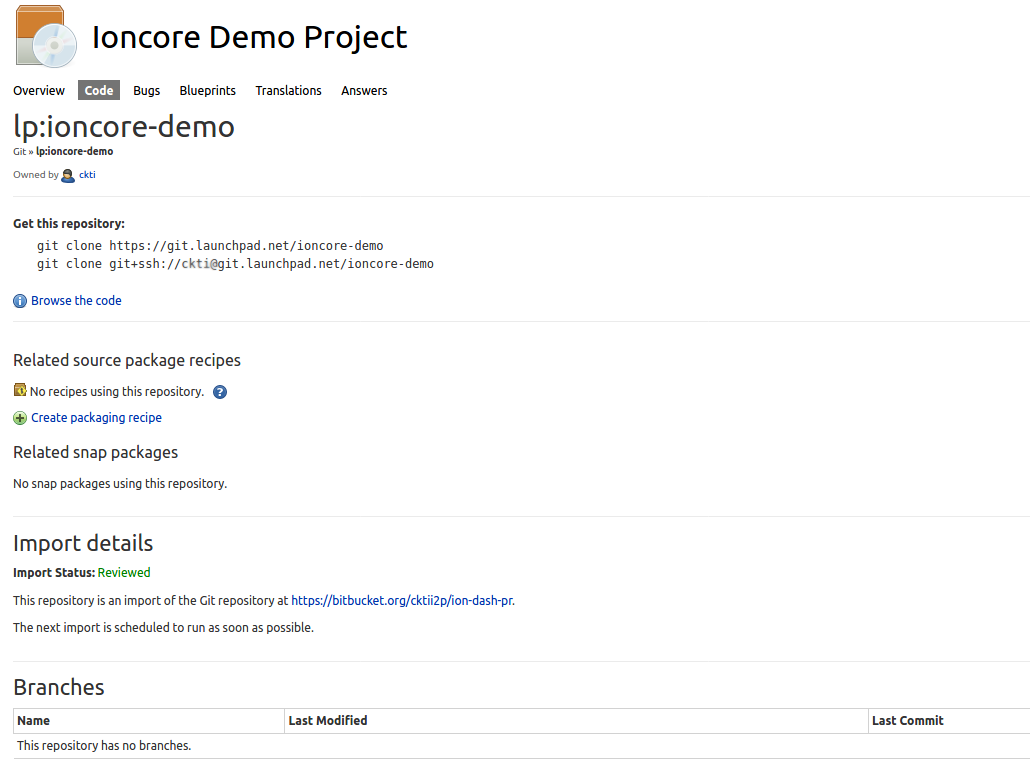 Ioncore Demo Project
Overview Code Bugs Blueprints Translations Answers
lp:ioncore-demo
Git » lp:ioncore-demo
Owned by ckti
Get this repository:
git clone https://git.launchpad.net/ioncore-demo
git clone git+ssh://ckti@git.launchpad.net/ioncore-demo
Browse the code
Related source package recipes
No recipes using this repository.
Create packaging recipe
Related snap packages
No snap packages using this repository.
Import details
Import Status: Reviewed
This repository is an import of the Git repository at https://bitbucket.org/cktii2p/ion-dash-pr.
The next import is scheduled to run as soon as possible.
Branches
Name Last Modified Last Commit
This repository has no branches.